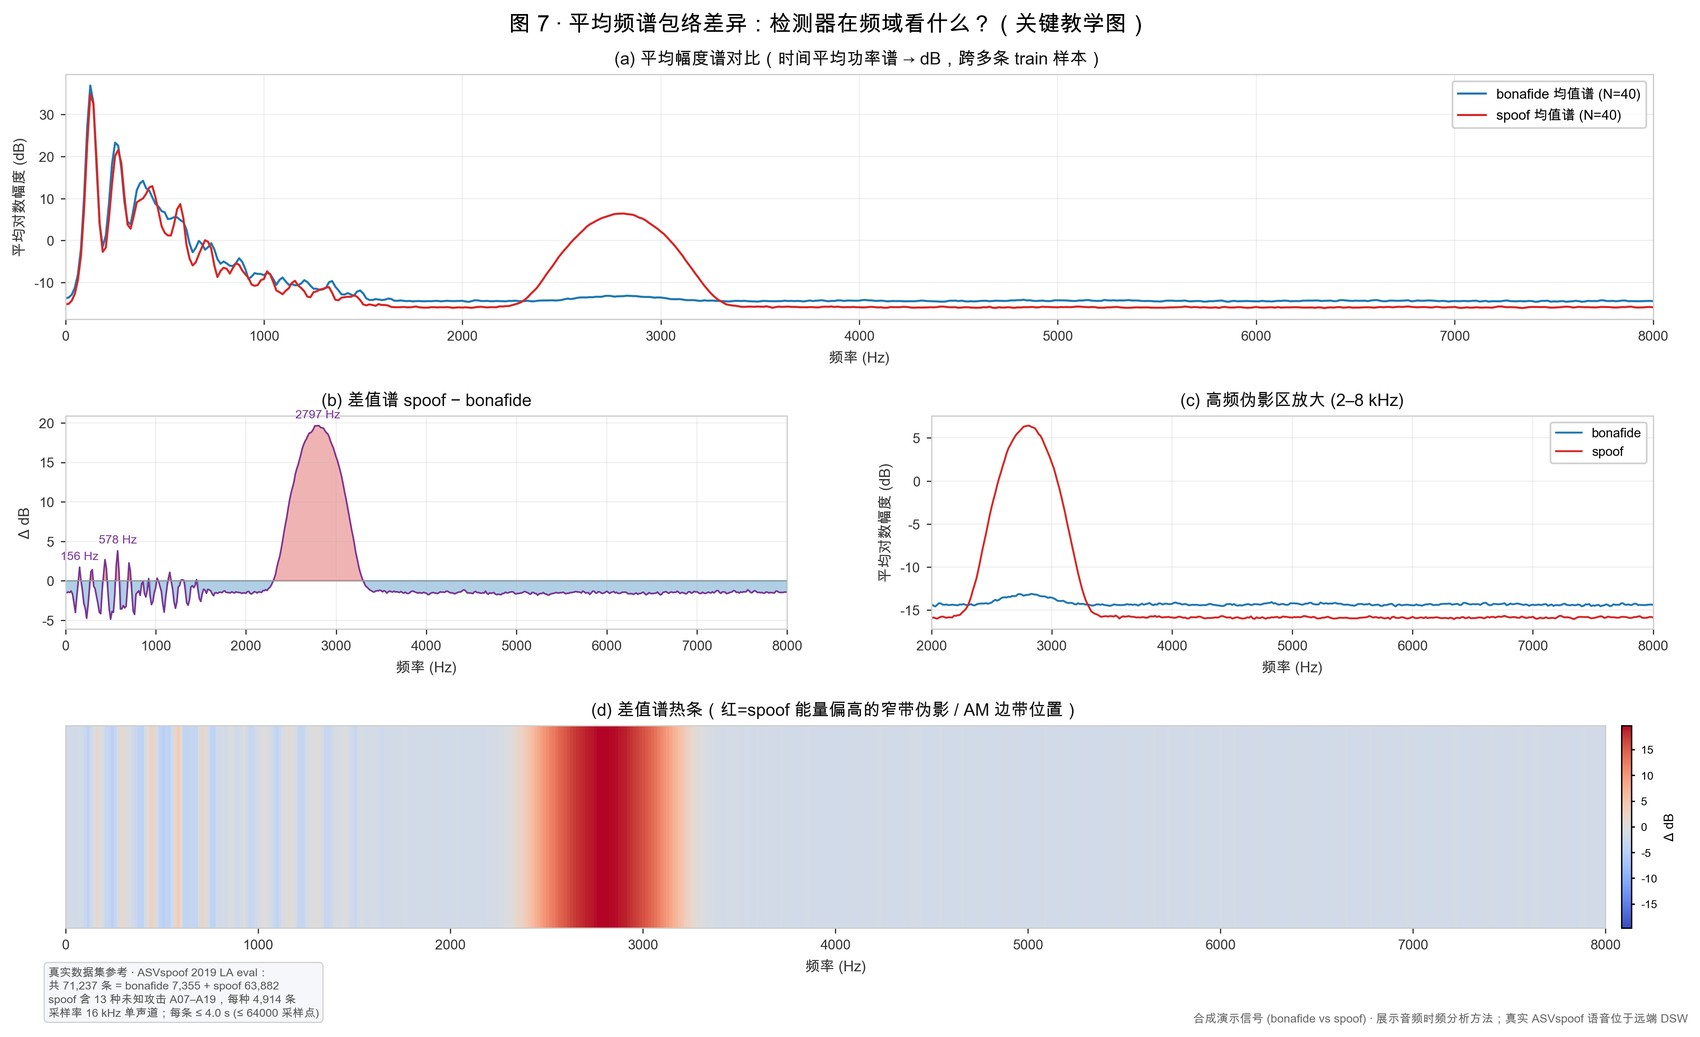 图 7 · 平均频谱包络差异：检测器在频域看什么？（关键教学图）
(a) 平均幅度谱对比（时间平均功率谱 → dB，跨多条 train 样本）
平均对数幅度 (dB)
30
20
10
0
-10
bonafide 均值谱 (N=40)
spoof 均值谱 (N=40)
0 1000 2000 3000 4000 5000 6000 7000 8000
频率 (Hz)
(b) 差值谱 spoof − bonafide
Δ dB
20
15
10
5
0
-5
156 Hz
578 Hz
2797 Hz
0 1000 2000 3000 4000 5000 6000 7000 8000
频率 (Hz)
(c) 高频伪影区放大 (2–8 kHz)
平均对数幅度 (dB)
5
0
-5
-10
-15
bonafide
spoof
2000 3000 4000 5000 6000 7000 8000
频率 (Hz)
(d) 差值谱热条（红=spoof 能量偏高的窄带伪影 / AM 边带位置）
0 1000 2000 3000 4000 5000 6000 7000 8000
频率 (Hz)
15
10
5
0
-5
-10
-15
Δ dB
真实数据集参考 · ASVspoof 2019 LA eval：
共 71,237 条 = bonafide 7,355 + spoof 63,882
spoof 含 13 种未知攻击 A07–A19，每种 4,914 条
采样率 16 kHz 单声道；每条 ≤ 4.0 s (≤ 64000 采样点)
合成演示信号 (bonafide vs spoof) · 展示音频时频分析方法；真实 ASVspoof 语音位于远端 DSW